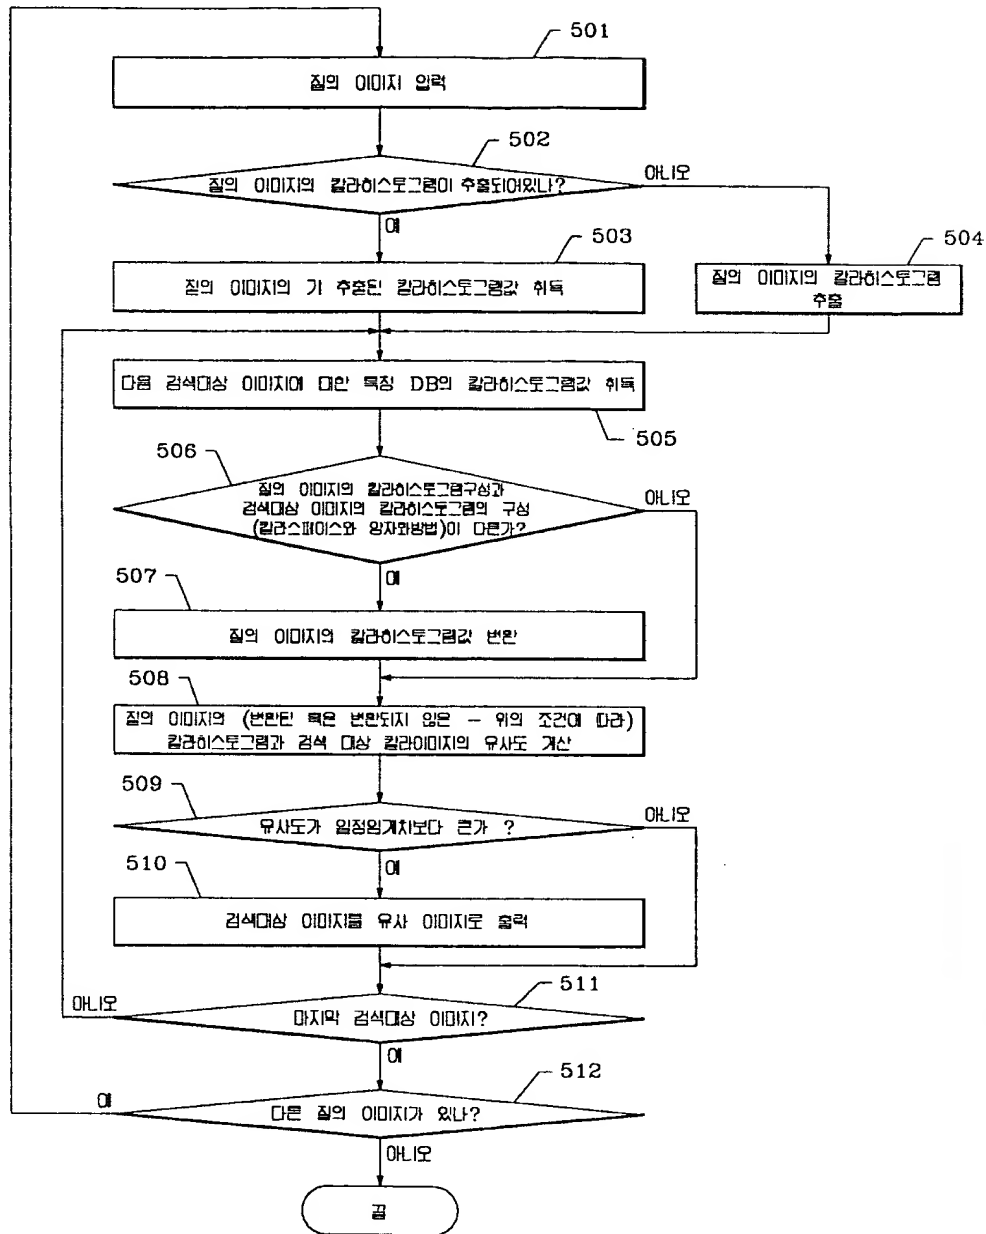 501
질의 이미지 입력
502
질의 이미지의 칼라히스토그램이 추출되어있나?
아니오
예
503
질의 이미지의 기 추출된 칼라히스토그램값 취득
504
질의 이미지의 칼라히스토그램
추출
다음 검색대상 이미지에 대한 특징 DB의 칼라히스토그램값 취득
505
506
질의 이미지의 칼라히스토그램구성과
검색대상 이미지의 칼라히스토그램의 구성
(칼라스페이스와 양자화방법)이 다른가?
아니오
예
507
질의 이미지의 칼라히스토그램값 변환
508
질의 이미지의 (변환된 혹은 변환되지 않은 - 위의 조건에 따라)
칼라히스토그램과 검색 대상 칼라이미지의 유사도 계산
509
유사도가 일정임계치보다 큰가 ?
아니오
예
510
검색대상 이미지를 유사 이미지로 출력
511
마지막 검색대상 이미지?
아니오
예
512
다른 질의 이미지가 있나?
예
아니오
끝